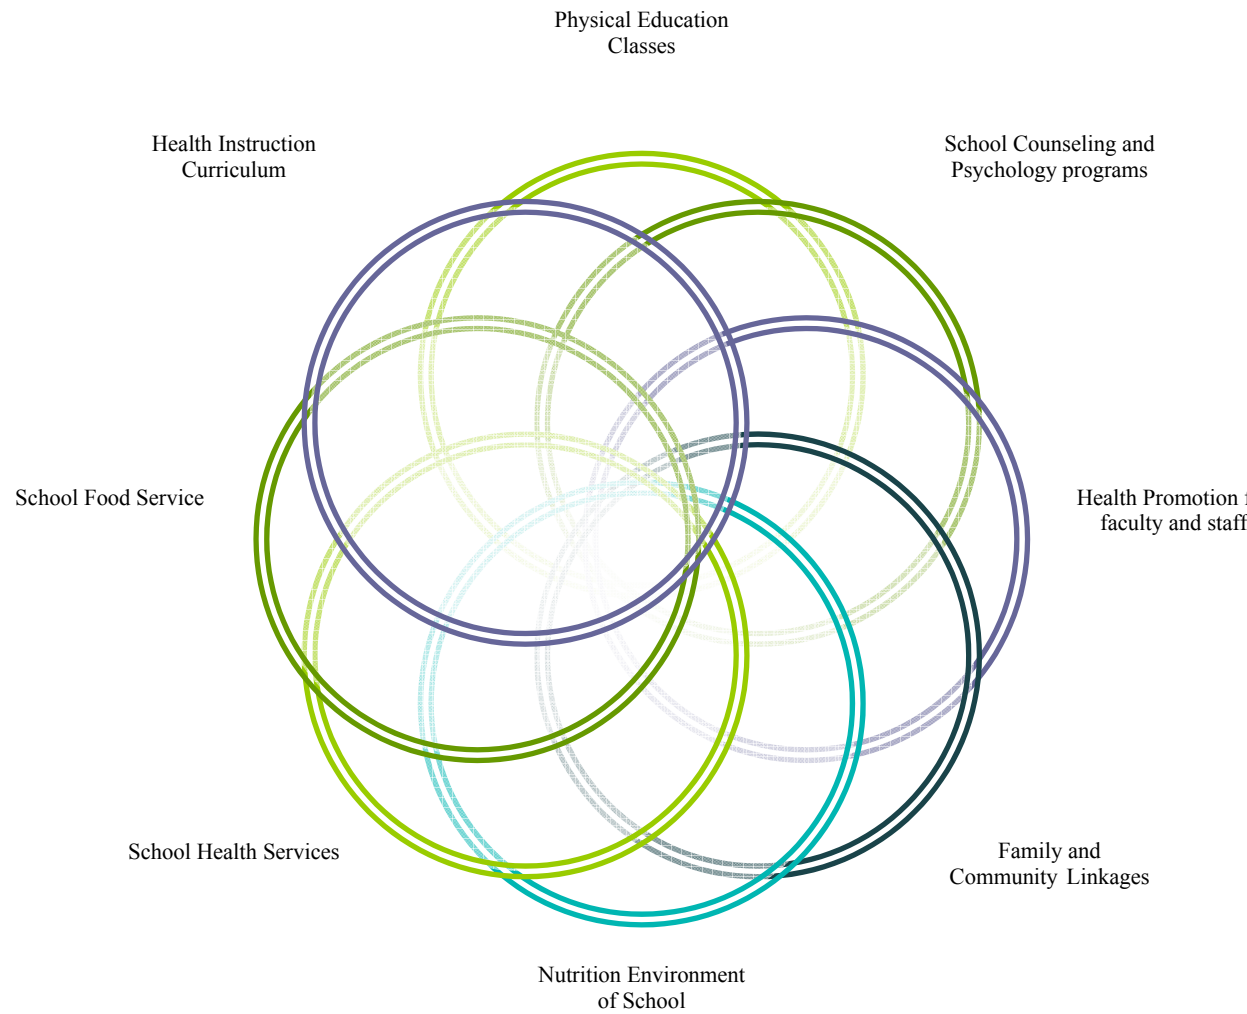 Physical Education
Classes
Health Instruction
Curriculum
School Counseling and
Psychology programs
School Food Service
Health Promotion
faculty and staff
School Health Services
Family and
Community Linkages
Nutrition Environment
of School